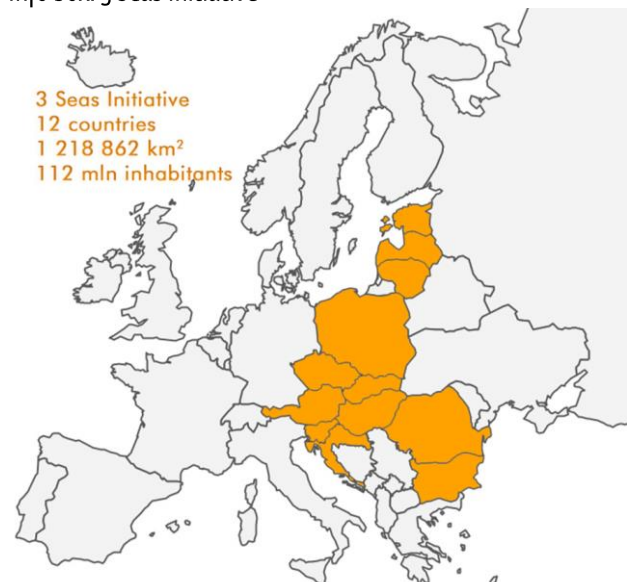 3 Seas Initiative
12 countries
1 218 862 km²
112 mln inhabitants